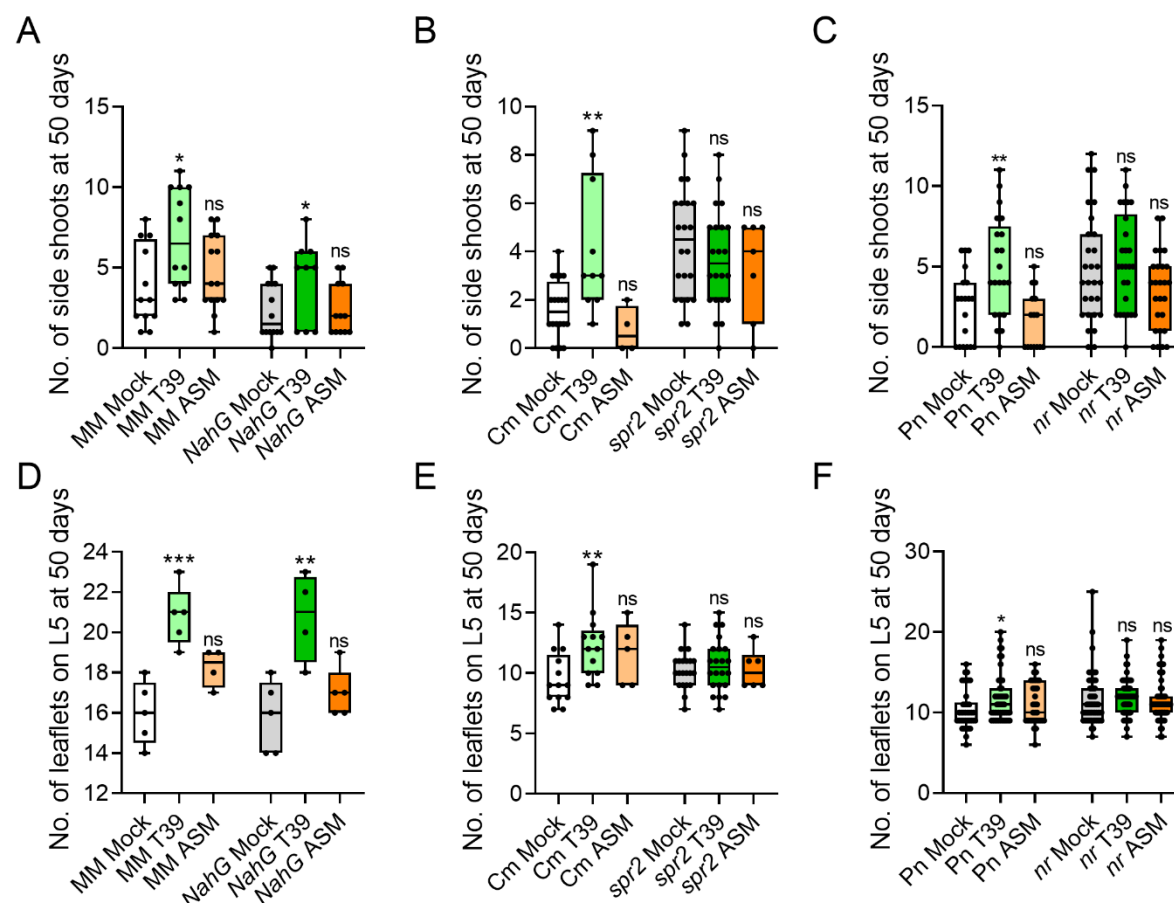 A
No. of side shoots at 50 days
15
10
5
0
*
ns
*
ns
MM Mock
MM T39
MM ASM
NahG Mock
NahG T39
NahG ASM
B
No. of side shoots at 50 days
10
8
6
4
2
0
**
ns
ns
ns
Cm Mock
Cm T39
Cm ASM
spr2 Mock
spr2 T39
spr2 ASM
C
No. of side shoots at 50 days
15
10
5
0
**
ns
ns
ns
Pn Mock
Pn T39
Pn ASM
nr Mock
nr T39
nr ASM
D
No. of leaflets on L5 at 50 days
24
22
20
18
16
14
12
***
ns
**
ns
MM Mock
MM T39
MM ASM
NahG Mock
NahG T39
NahG ASM
E
No. of leaflets on L5 at 50 days
20
15
10
5
0
**
ns
ns
ns
Cm Mock
Cm T39
Cm ASM
spr2 Mock
spr2 T39
spr2 ASM
F
No. of leaflets on L5 at 50 days
30
20
10
0
*
ns
ns
ns
Pn Mock
Pn T39
Pn ASM
nr Mock
nr T39
nr ASM